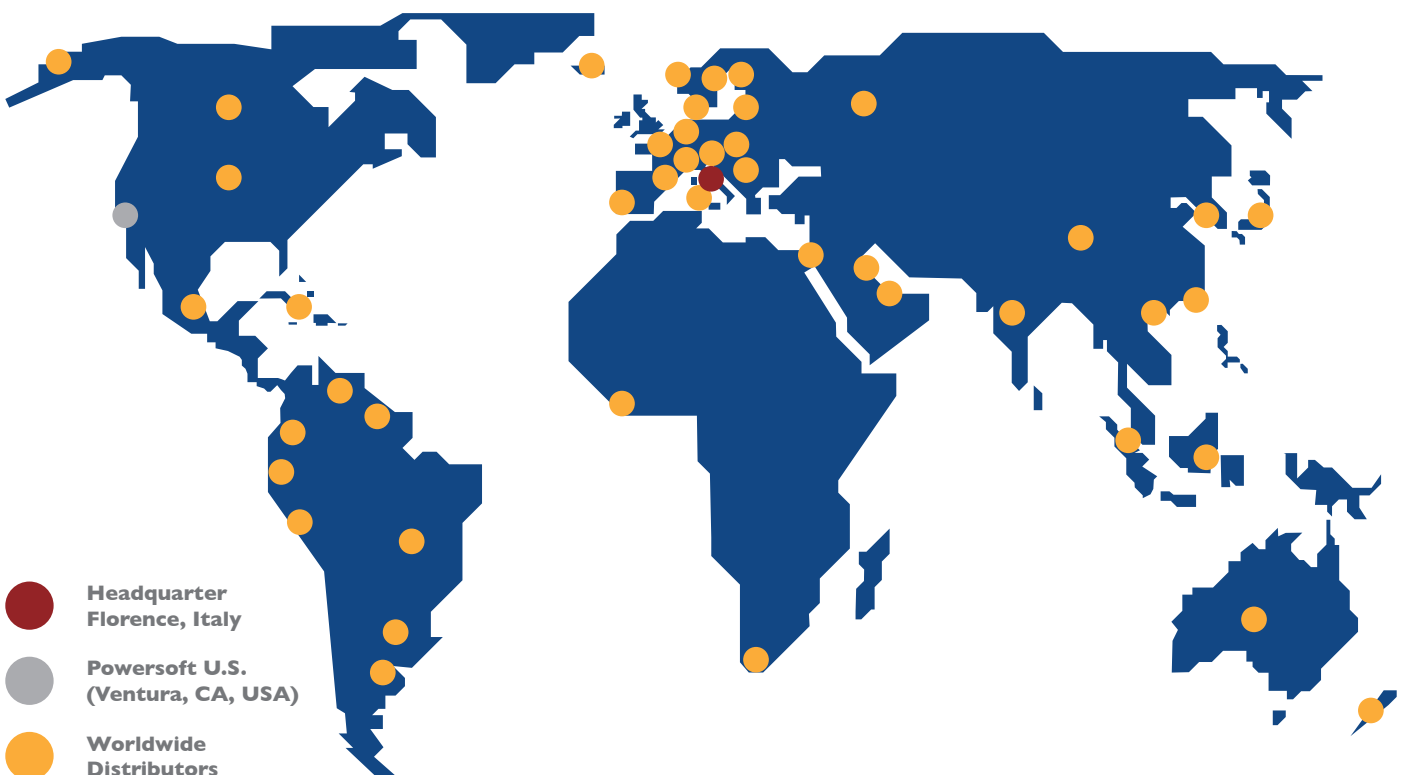 Headquarter
Florence, Italy
Powersoft U.S.
(Ventura, CA, USA)
Worldwide
Distributors